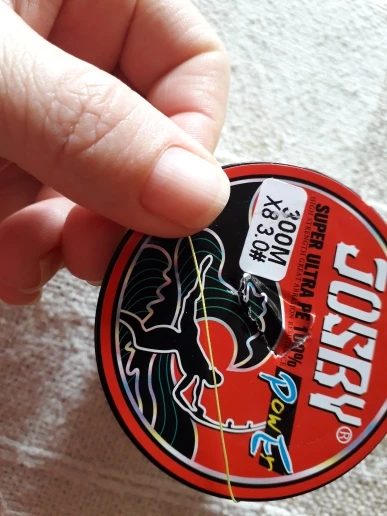 JOSBY®
SUPER ULTRA PE 100%
Power
300M
X8 3.0#